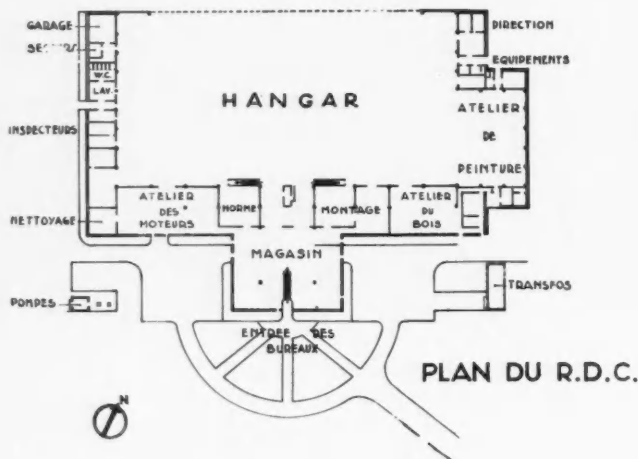 GARAGE
SECOURS
W.C.
LAV.
INSPECTEURS
NETTOYAGE
POMPES
HANGAR
DIRECTION
EQUIPEMENTS
ATELIER
DE
PEINTURE
ATELIER
DES
MOTEURS
NORME
MONTAGE
ATELIER
DU
BOIS
MAGASIN
TRANSFOS
ENTREE DES
BUREAUX
PLAN DU R.D.C.
N